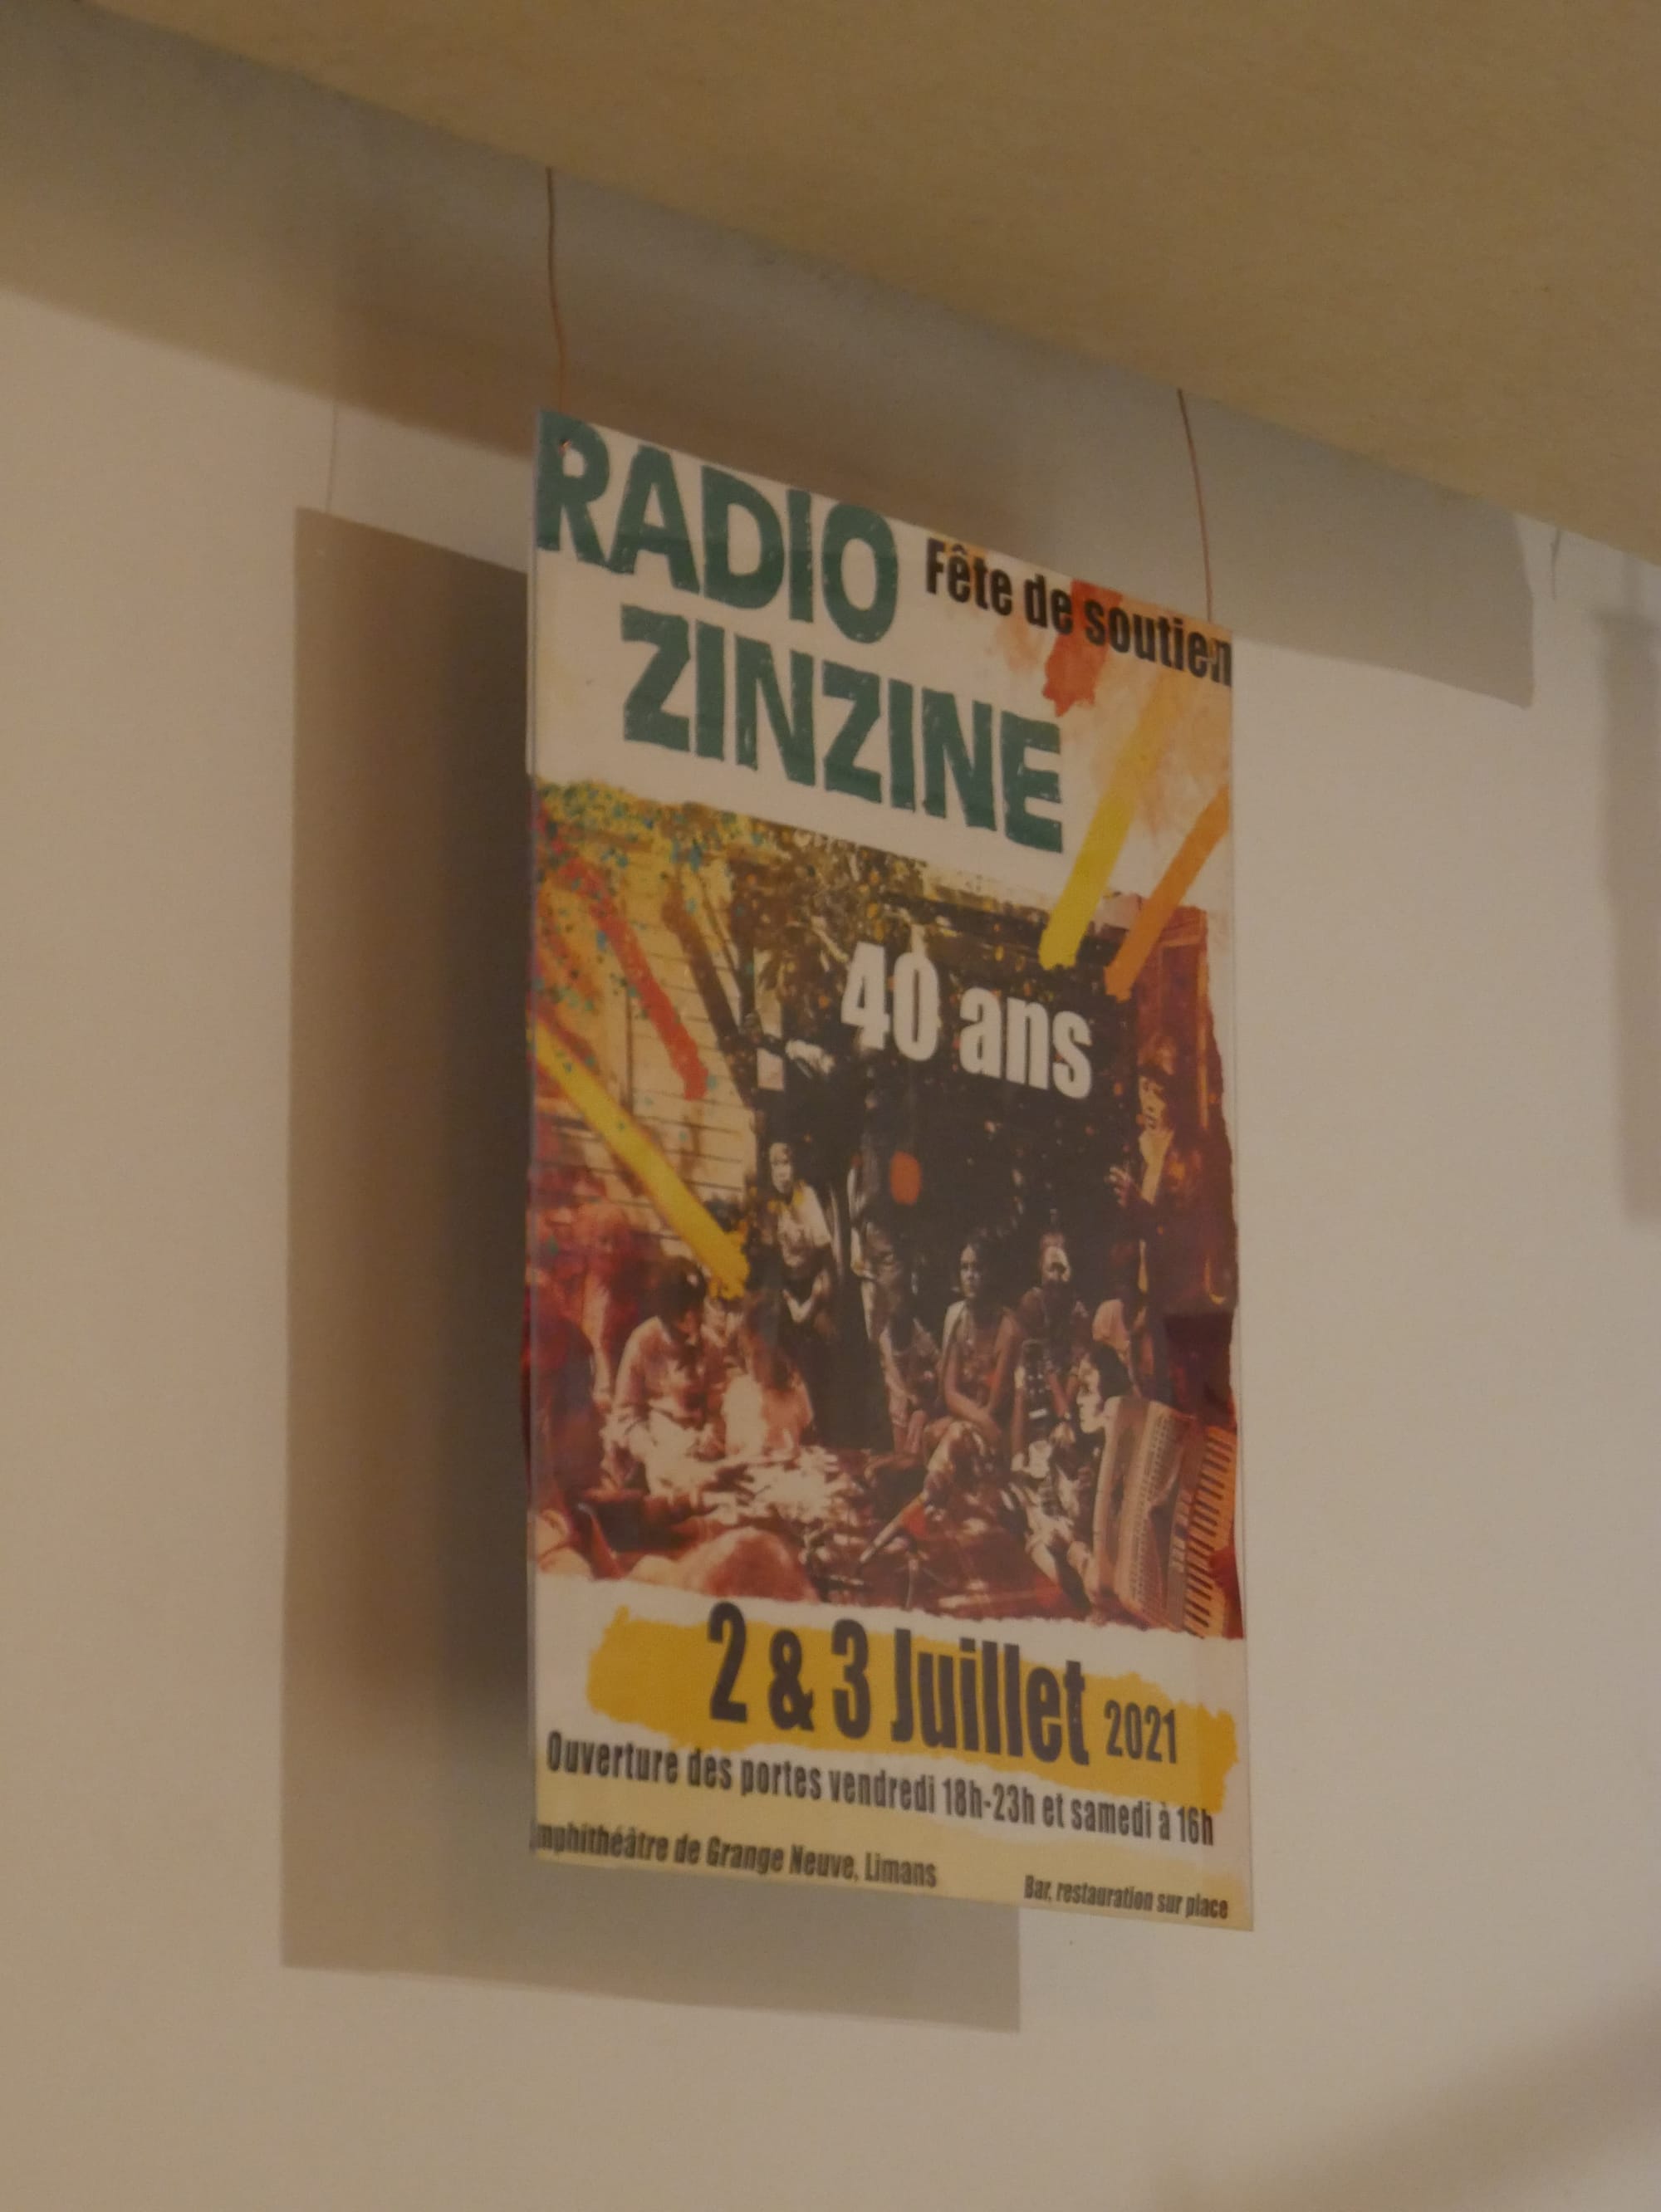 RADIO
ZINZINE
Fête de soutien
40 ans
2 & 3 Juillet 2021
Ouverture des portes vendredi 18h-23h et samedi à 16h
mphithéâtre de Grange Neuve, Limans
Bar, restauration sur place